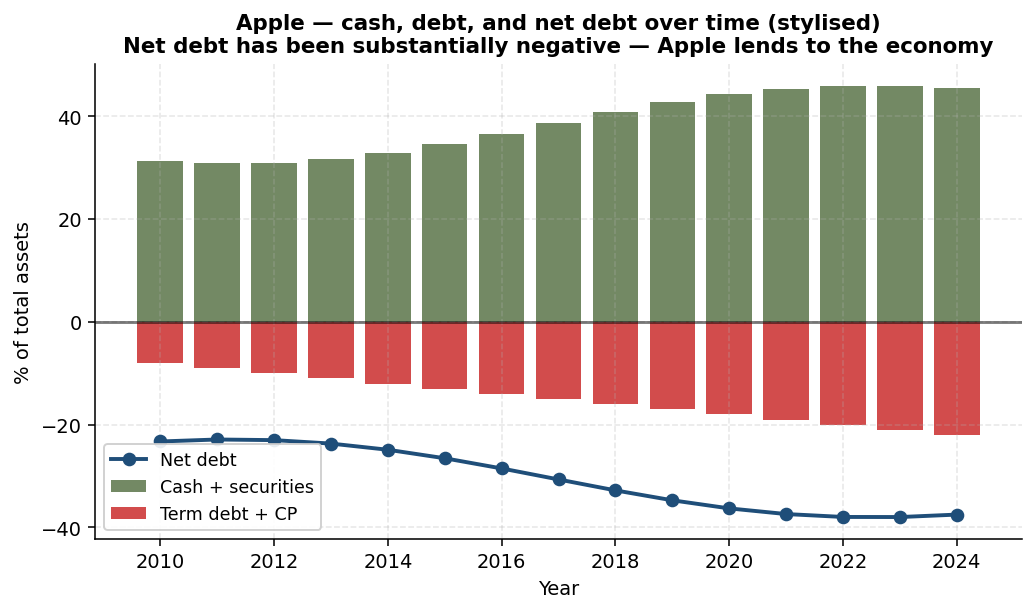 Apple — cash, debt, and net debt over time (stylised)
Net debt has been substantially negative — Apple lends to the economy
% of total assets
40
20
0
−20
−40
Net debt
Cash + securities
Term debt + CP
2010 2012 2014 2016 2018 2020 2022 2024
Year